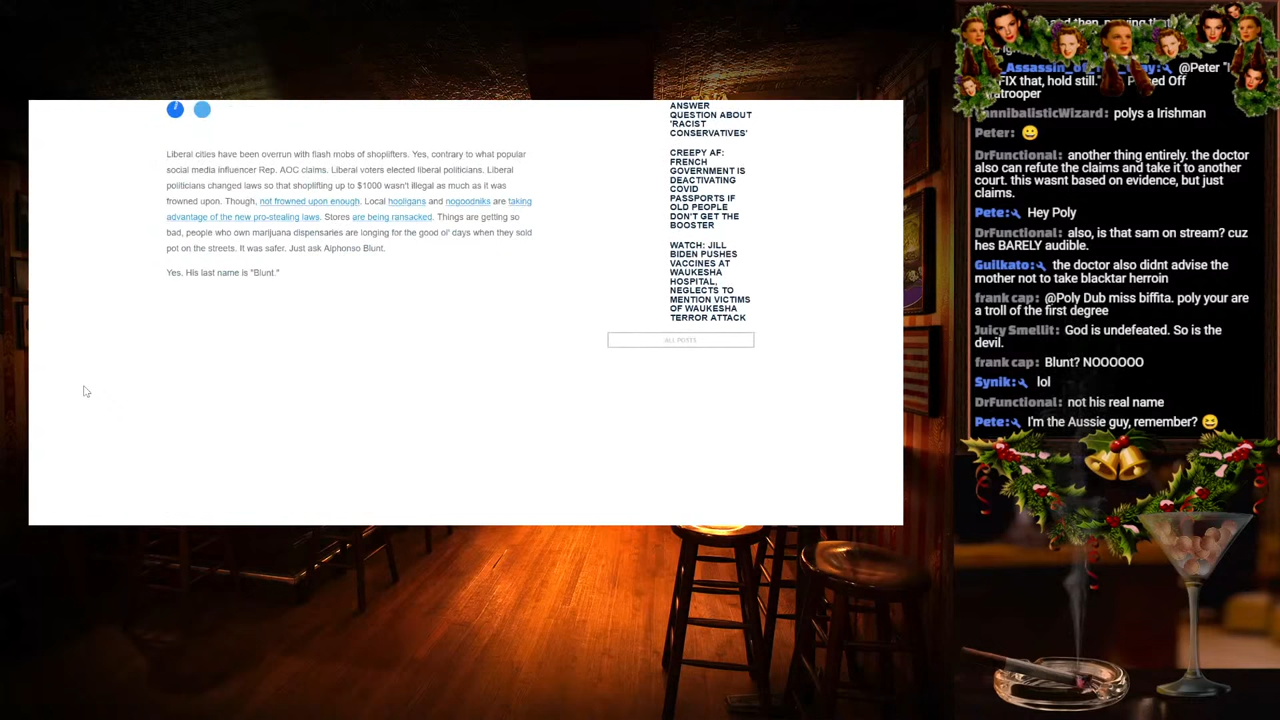 Liberal cities have been overrun with flash mobs of shoplifters. Yes, contrary to what popular
social media influencer Rep. AOC claims. Liberal voters elected liberal politicians. Liberal
politicians changed laws so that shoplifting up to $1000 wasn't illegal as much as it was
frowned upon. Though, not frowned upon enough. Local hooligans and nogoodniks are taking
advantage of the new pro-stealing laws. Stores are being ransacked. Things are getting so
bad, people who own marijuana dispensaries are longing for the good ol' days when they sold
pot on the streets. It was safer. Just ask Alphonso Blunt.
Yes. His last name is "Blunt."
ANSWER
QUESTION ABOUT
'RACIST
CONSERVATIVES'
CREEPY AF:
FRENCH
GOVERNMENT IS
DEACTIVATING
COVID
PASSPORTS IF
OLD PEOPLE
DON'T GET THE
BOOSTER
WATCH: JILL
BIDEN PUSHES
VACCINES AT
WAUKESHA
HOSPITAL,
NEGLECTS TO
MENTION VICTIMS
OF WAUKESHA
TERROR ATTACK
ALL POSTS
@Peter
FIX that, hold still."
Off
polys a Irishman
Peter: 😀
DrFunctional: another thing entirely. the doctor
also can refute the claims and take it to another
court. this wasnt based on evidence, but just
claims.
Pete: Hey Poly
DrFunctional: also, is that sam on stream? cuz
hes BARELY audible.
Guilkato: the doctor also didnt advise the
mother not to take blacktar herroin
frank cap: @Poly Dub miss biffita. poly your are
a troll of the first degree
Juicy Smellit: God is undefeated. So is the
devil.
frank cap: Blunt? NOOOOOO
Synik: lol
DrFunctional: not his real name
Pete: I'm the Aussie guy, remember? 😆